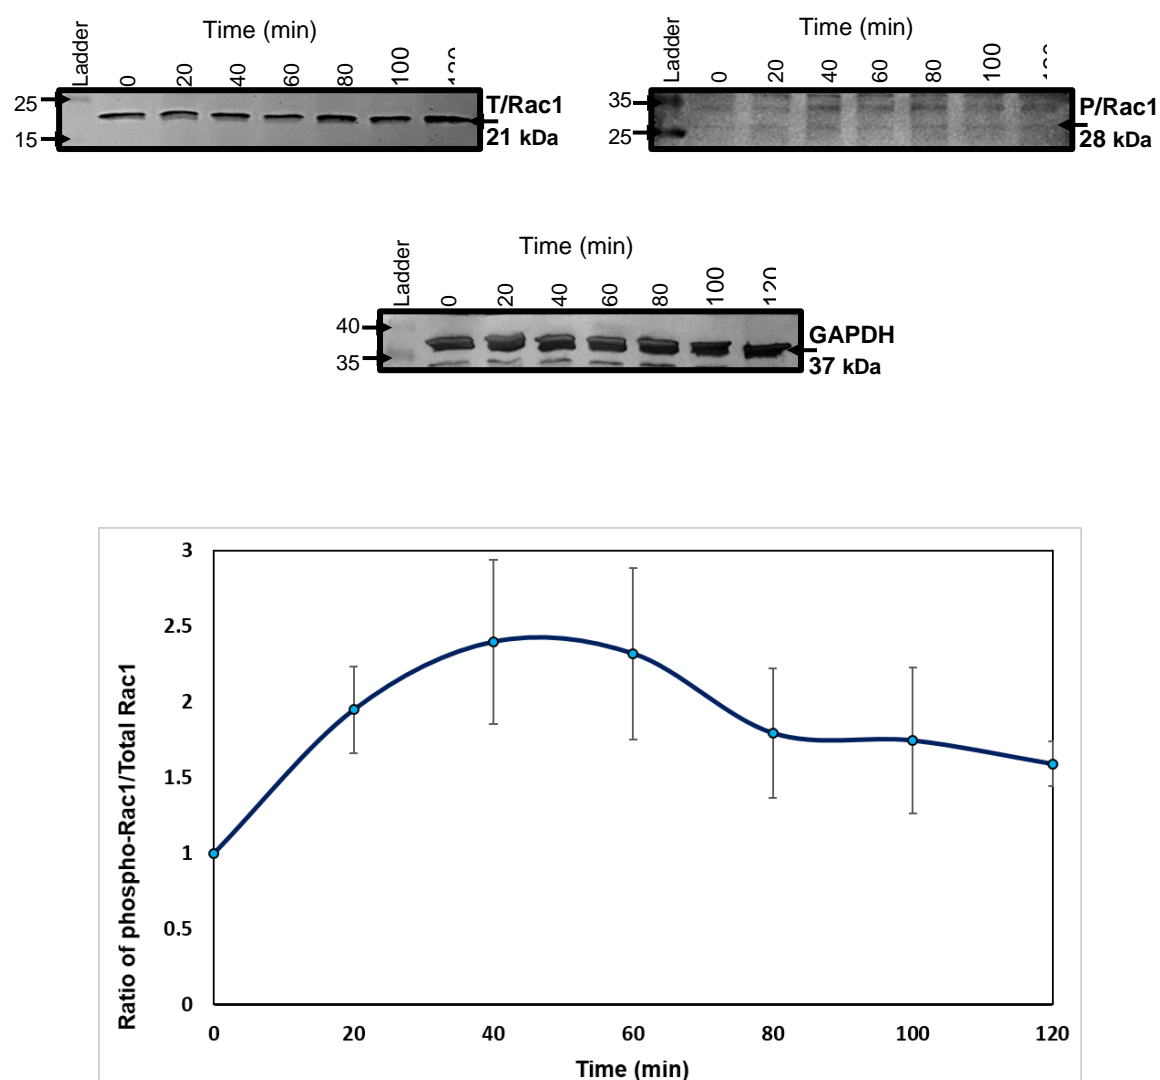 Time (min)
Ladder 0 20 40 60 80 100
25
15
T/Rac1
21 kDa
Time (min)
Ladder 0 20 40 60 80 100
35
25
P/Rac1
28 kDa
Time (min)
Ladder 0 20 40 60 80 100 120
40
35
GAPDH
37 kDa
Ratio of phospho-Rac1/Total Rac1
3
2.5
2
1.5
1
0.5
0
0 20 40 60 80 100 120
Time (min)